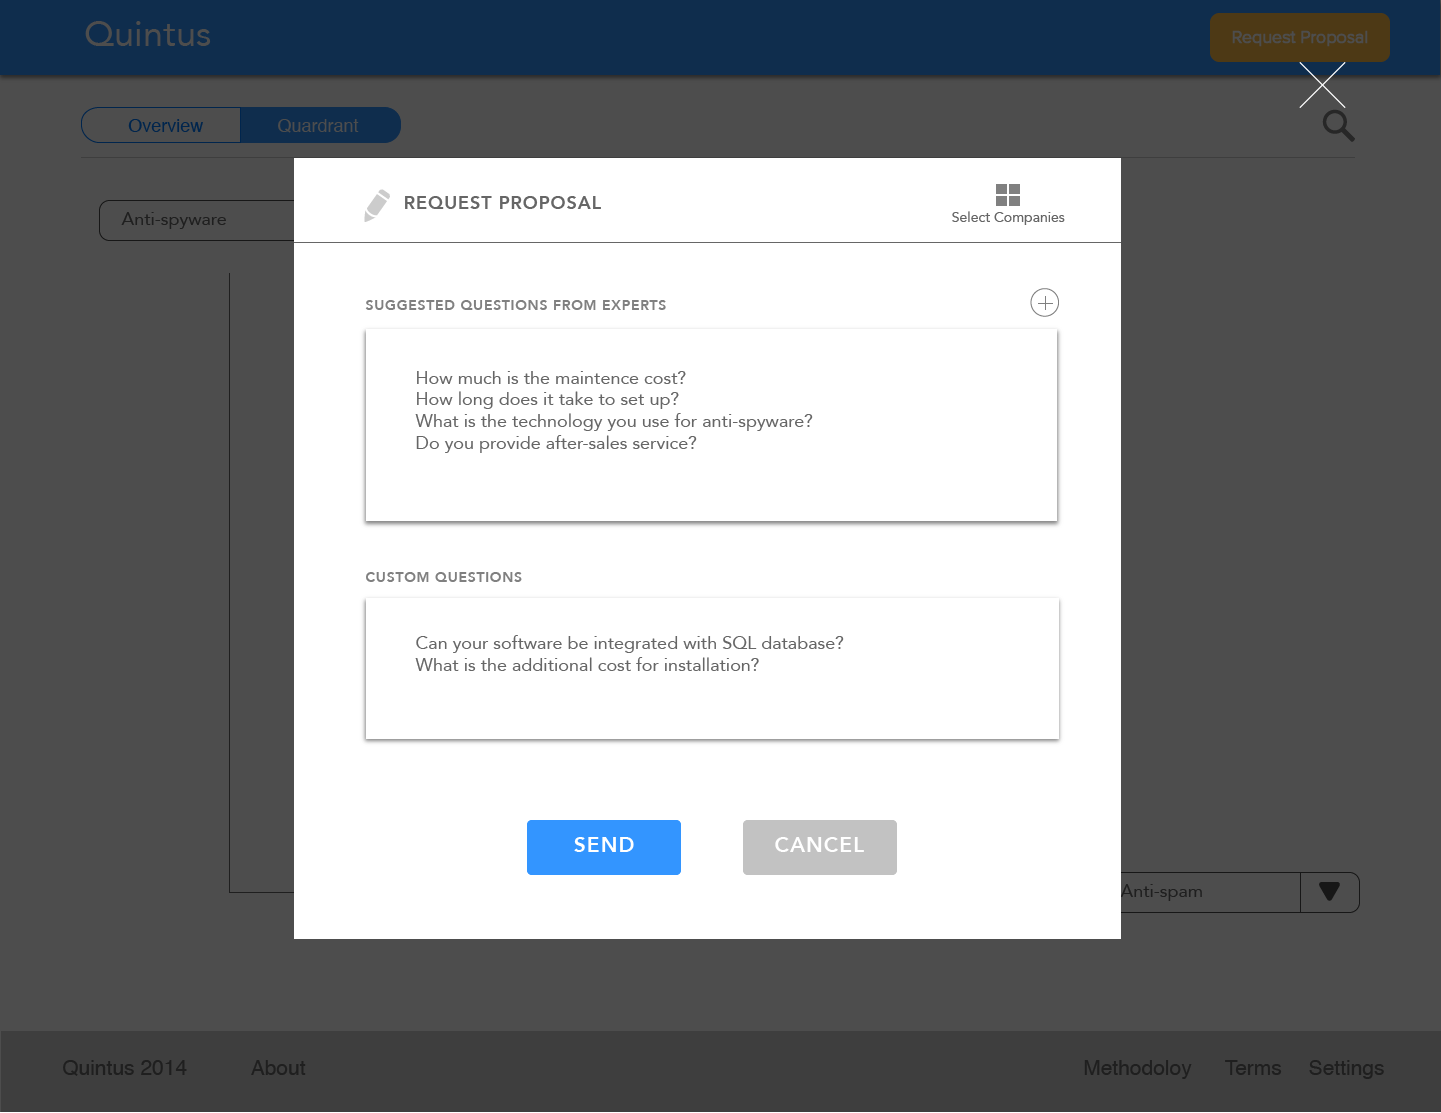 Quintus
Request Proposal
Overview
Quardrant
Anti-spyware
REQUEST PROPOSAL
Select Companies
SUGGESTED QUESTIONS FROM EXPERTS
How much is the maintence cost?
How long does it take to set up?
What is the technology you use for anti-spyware?
Do you provide after-sales service?
CUSTOM QUESTIONS
Can your software be integrated with SQL database?
What is the additional cost for installation?
SEND
CANCEL
Anti-spam
Quintus 2014
About
Methodoloy
Terms
Settings